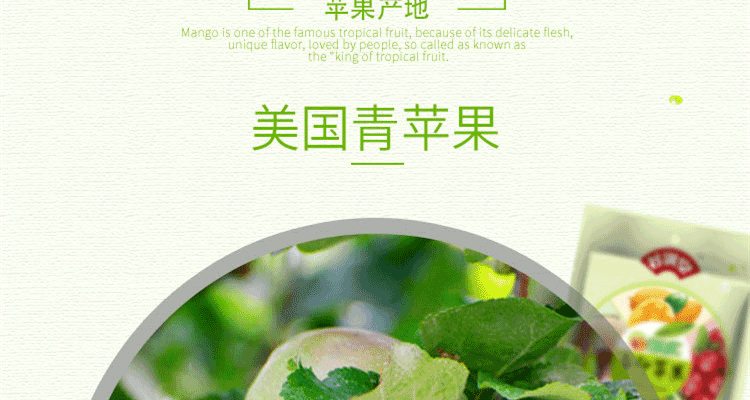 苹果产地
Mango is one of the famous tropical fruit, because of its delicate flesh,
unique flavor, loved by people, so called as known as
the "king of tropical fruit.
美国青苹果